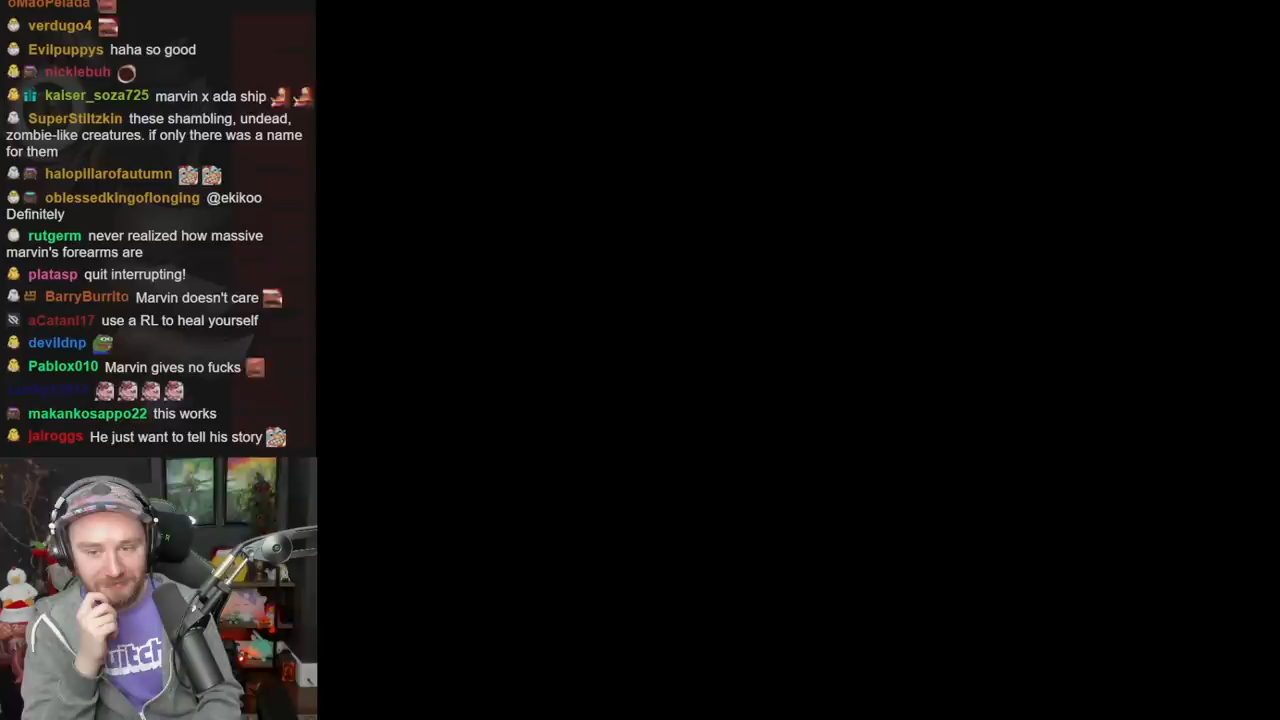 oMaoPelada
verdugo4
Evilpuppys haha so good
nicklebuh
kaiser_soza725 marvin x ada ship
SuperStiltzkin these shambling, undead,
zombie-like creatures. if only there was a name
for them
halopillarofautumn
oblessedkingoflonging @ekikoo
Definitely
rutgerm never realized how massive
marvin's forearms are
platasp quit interrupting!
BarryBurrito Marvin doesn't care
aCatani17 use a RL to heal yourself
devildnp
Pablox010 Marvin gives no fucks
makankosappo22 this works
jairoggs He just want to tell his story